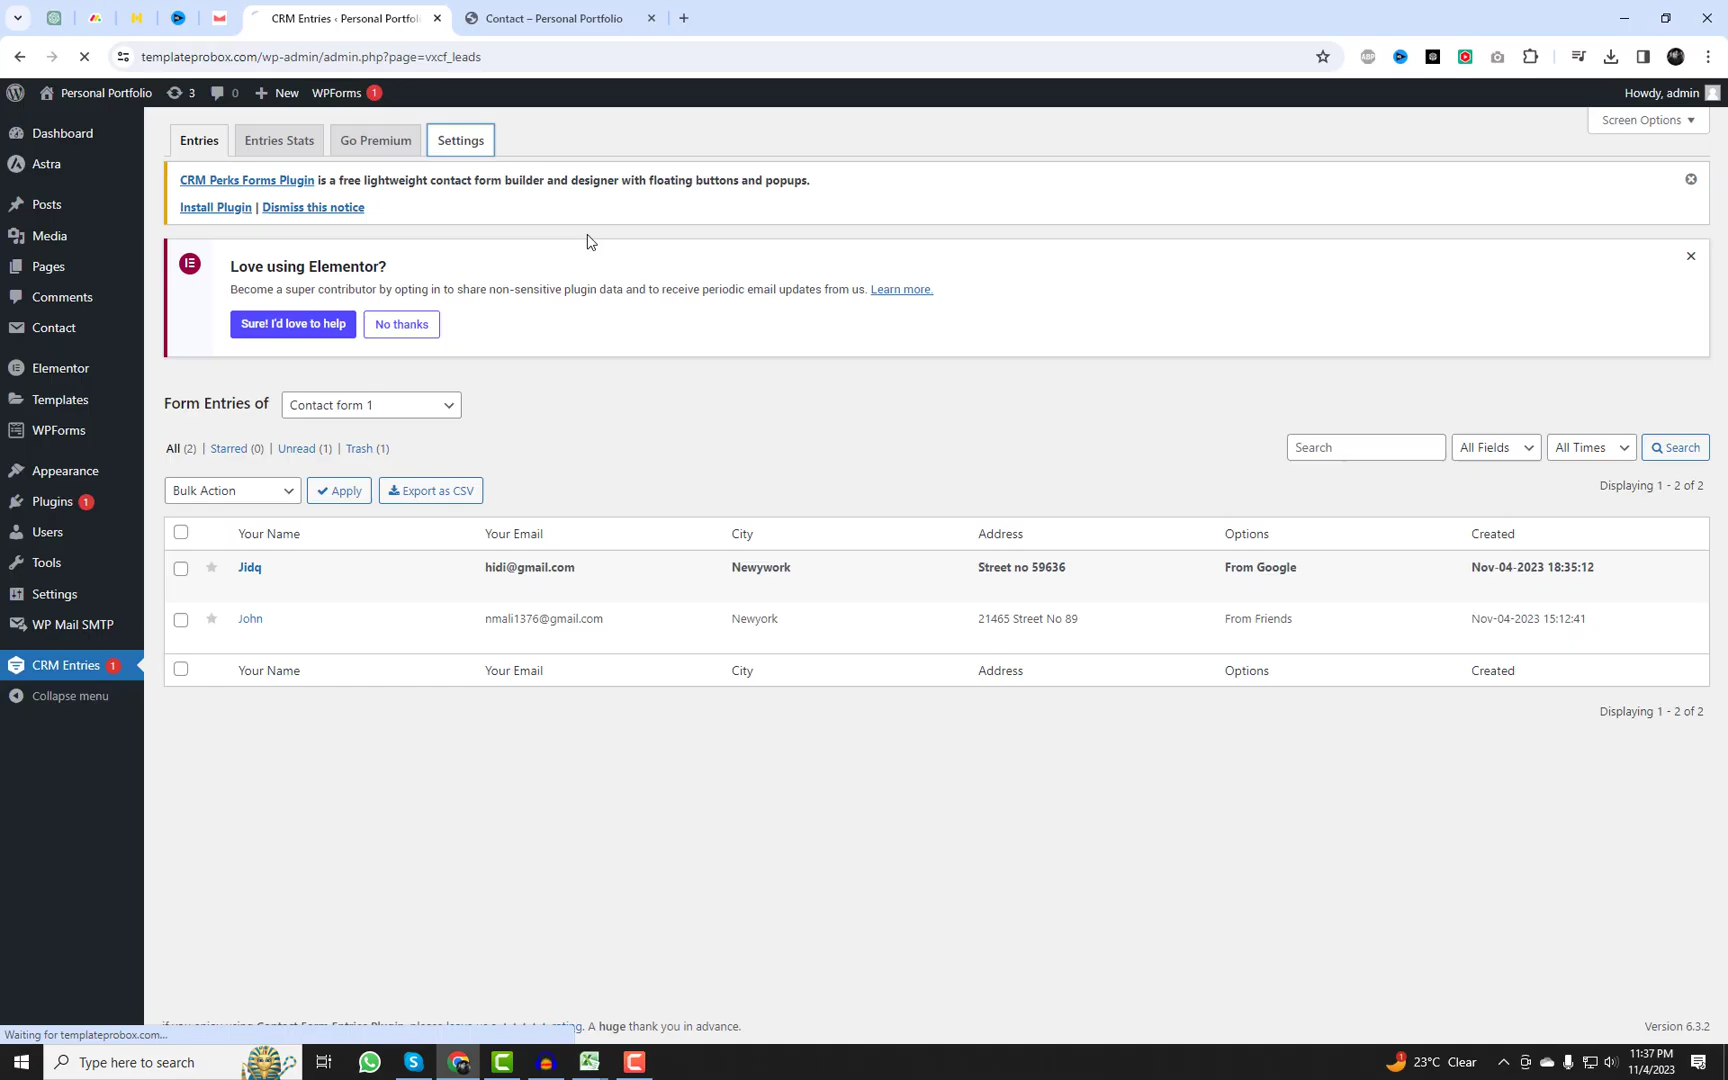 CRM Entries ‹ Personal Portfoli
Contact – Personal Portfolio
templateprobox.com/wp-admin/admin.php?page=vxcf_leads
Personal Portfolio
3
0
New
WPForms 1
Howdy, admin
Dashboard
Astra
Posts
Media
Pages
Comments
Contact
Elementor
Templates
WPForms
Appearance
Plugins 1
Users
Tools
Settings
WP Mail SMTP
CRM Entries 1
Collapse menu
Entries
Entries Stats
Go Premium
Settings
Screen Options
CRM Perks Forms Plugin is a free lightweight contact form builder and designer with floating buttons and popups.
Install Plugin | Dismiss this notice
Love using Elementor?
Become a super contributor by opting in to share non-sensitive plugin data and to receive periodic email updates from us. Learn more.
Sure! I'd love to help
No thanks
Form Entries of
Contact form 1
All (2) | Starred (0) | Unread (1) | Trash (1)
Search
All Fields
All Times
Search
Bulk Action
Apply
Export as CSV
Displaying 1 - 2 of 2
Your Name Your Email City Address Options Created
Jidq hidi@gmail.com Newywork Street no 59636 From Google Nov-04-2023 18:35:12
John nmali1376@gmail.com Newyork 21465 Street No 89 From Friends Nov-04-2023 15:12:41
Your Name Your Email City Address Options Created
Displaying 1 - 2 of 2
A huge thank you in advance.
Version 6.3.2
Waiting for templateprobox.com...
Type here to search
23°C Clear
11:37 PM
11/4/2023